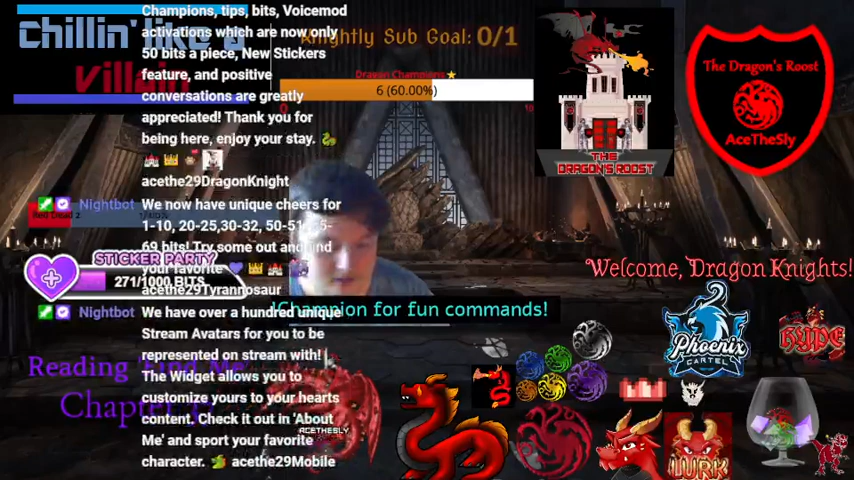 Chillin' like a
Villain
Champions, tips, bits, Voicemod
activations which are now only
50 bits a piece, New Stickers
feature, and positive
conversations are greatly
appreciated! Thank you for
being here, enjoy your stay.
acethe29DragonKnight
Nightbot
We now have unique cheers for
1-10, 20-25,30-32, 50-51,
69 bits! Try some out and find
your favorite
acethe29Tyrannosaur
Nightbot
We have over a hundred unique
Stream Avatars for you to be
represented on stream with!
The Widget allows you to
customize yours to your hearts
content. Check it out in 'About
Me' and sport your favorite
character. acethe29Mobile
Knightly Sub Goal: 0/1
Dragon Champions
6 (60.00%)
0
10
THE
DRAGON'S ROOST
The Dragon's Roost
AceTheSly
Red Dead 2
STICKER PARTY
271/1000 BITS
!Champion for fun commands!
Welcome, Dragon Knights!
Phoenix
CARTEL
HYPE
Reading 'Find Me'
Chapter
ACETHESLY
LURK